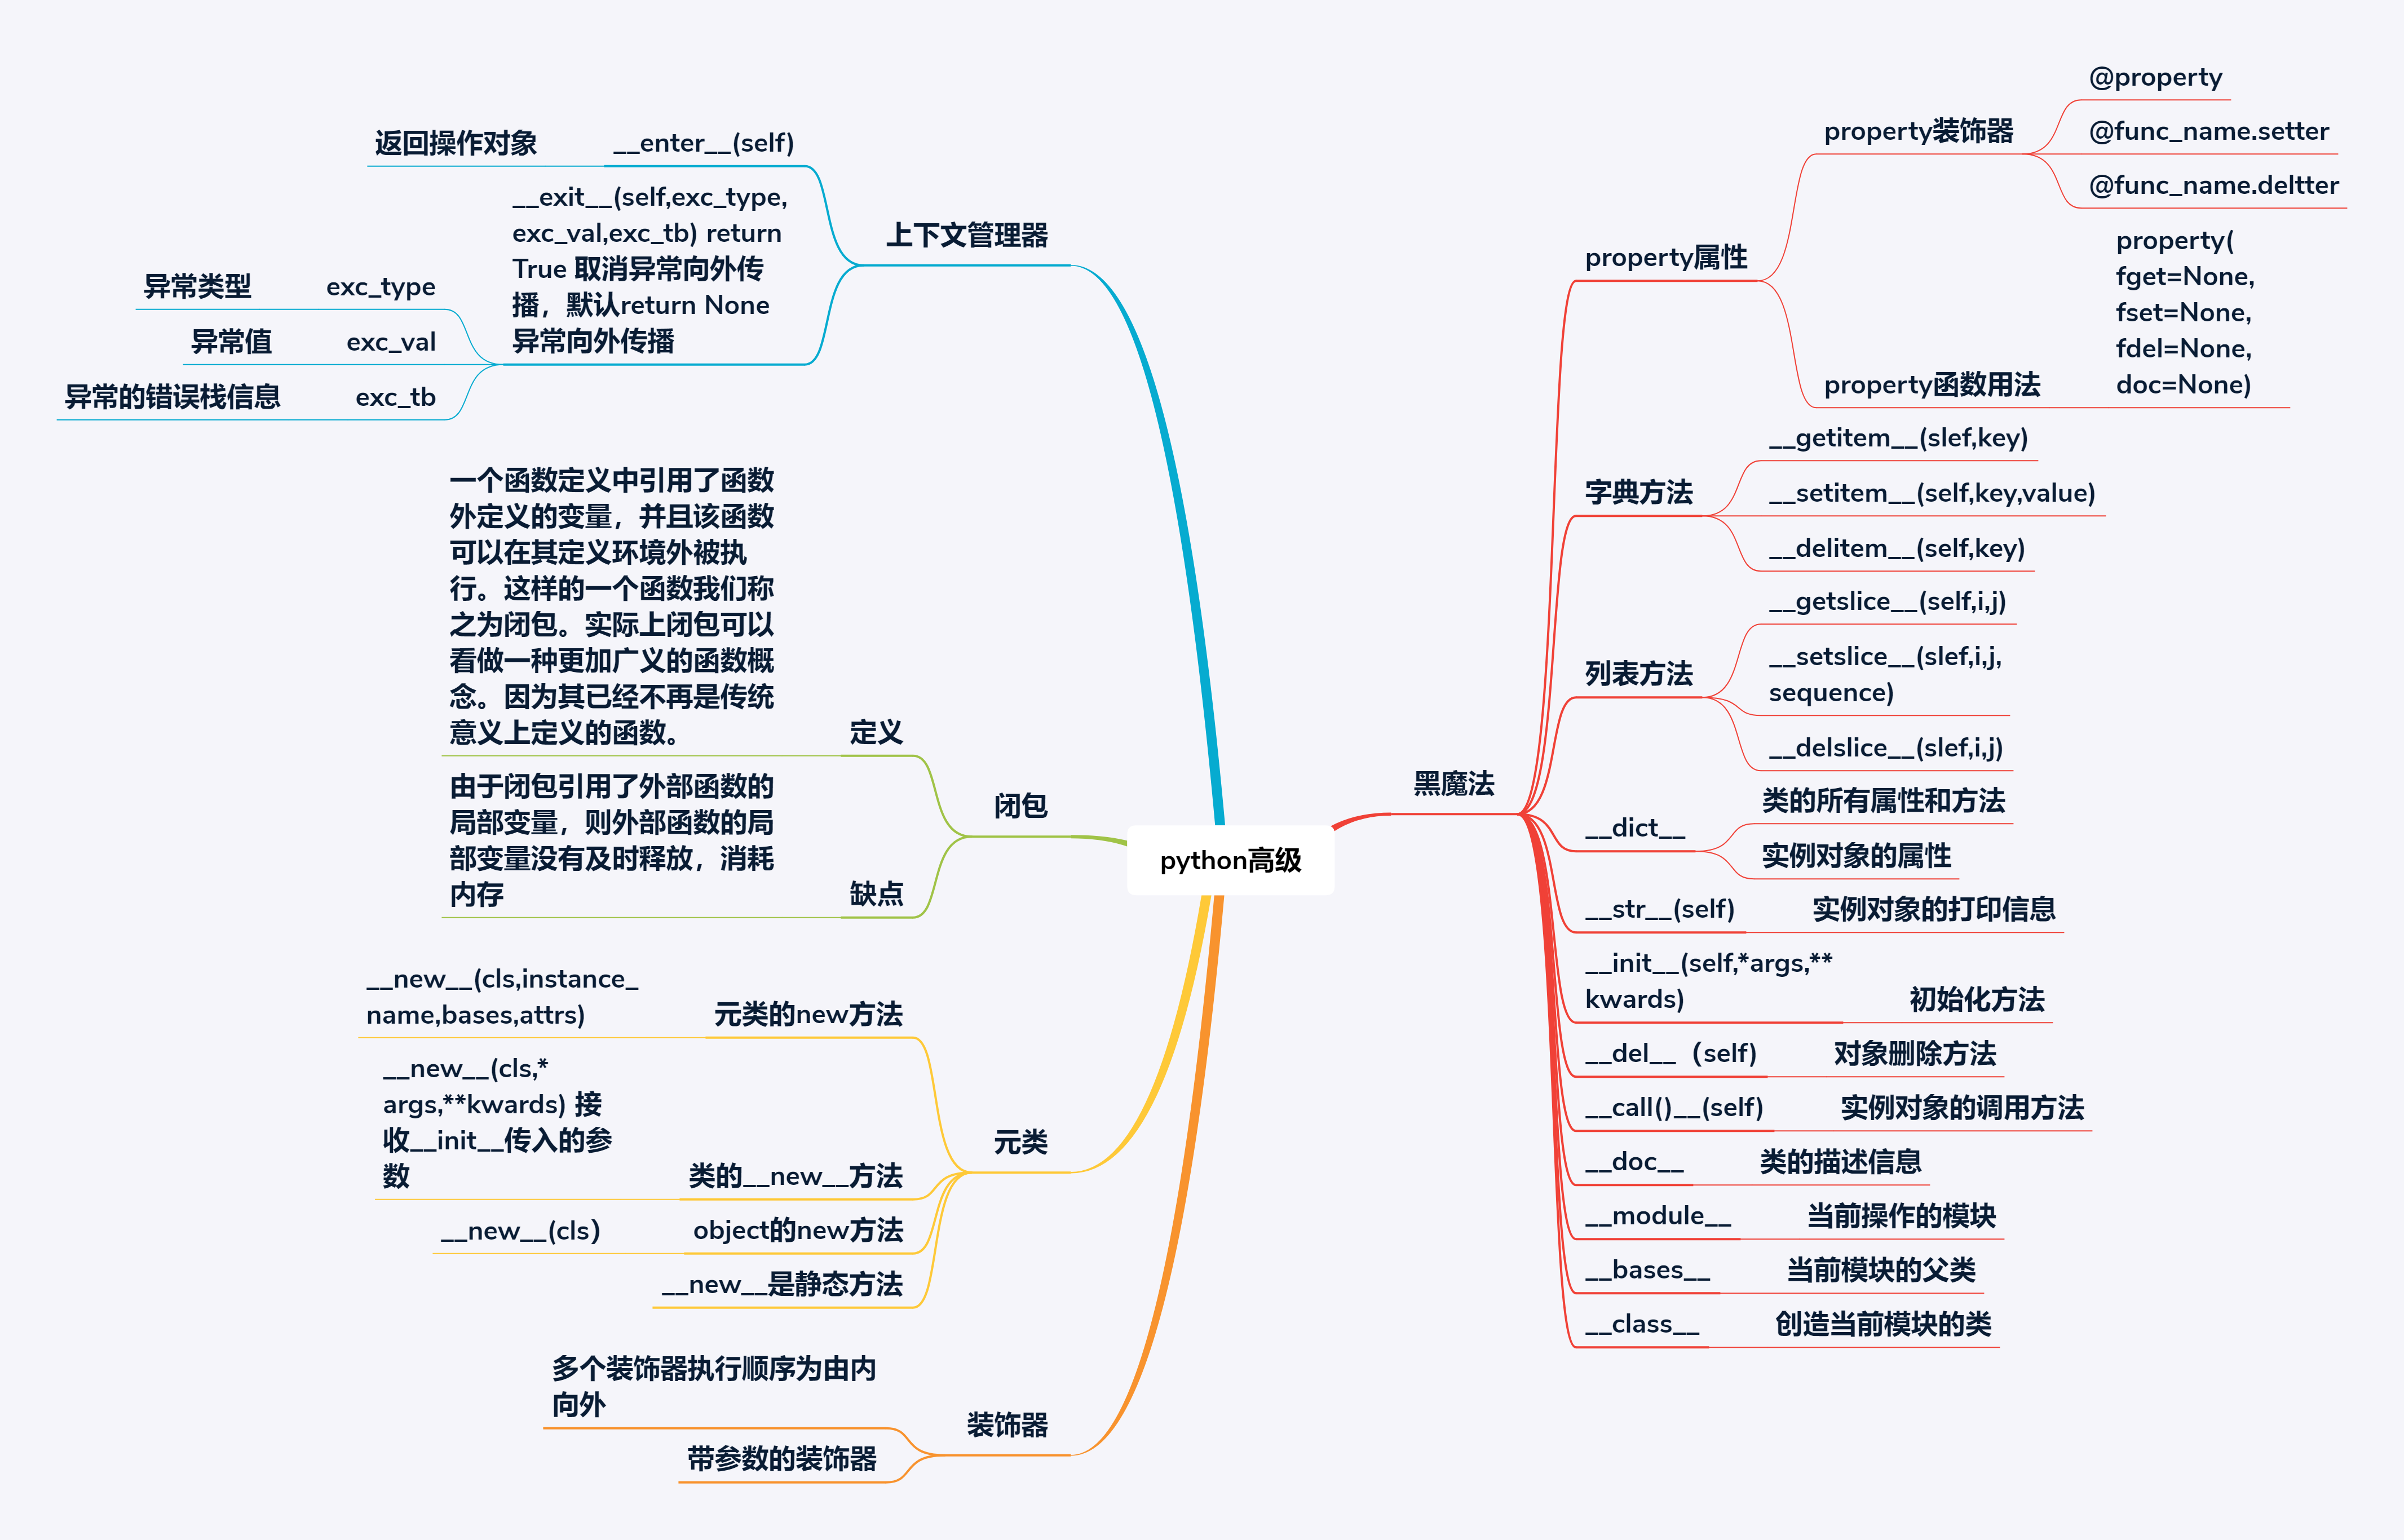 python高级
上下文管理器
__enter__(self)
返回操作对象
__exit__(self,exc_type,
exc_val,exc_tb) return
True 取消异常向外传
播，默认return None
异常向外传播
exc_type
异常类型
exc_val
异常值
exc_tb
异常的错误栈信息
闭包
定义
一个函数定义中引用了函数
外定义的变量，并且该函数
可以在其定义环境外被执
行。这样的一个函数我们称
之为闭包。实际上闭包可以
看做一种更加广义的函数概
念。因为其已经不再是传统
意义上定义的函数。
缺点
由于闭包引用了外部函数的
局部变量，则外部函数的局
部变量没有及时释放，消耗
内存
元类
元类的new方法
__new__(cls,instance_
name,bases,attrs)
类的__new__方法
__new__(cls,*
args,**kwards) 接
收__init__传入的参
数
object的new方法
__new__(cls）
__new__是静态方法
装饰器
多个装饰器执行顺序为由内
向外
带参数的装饰器
黑魔法
property属性
property装饰器
@property
@func_name.setter
@func_name.deltter
property函数用法
property(
fget=None,
fset=None,
fdel=None,
doc=None)
字典方法
__getitem__(slef,key)
__setitem__(self,key,value)
__delitem__(self,key)
列表方法
__getslice__(self,i,j)
__setslice__(slef,i,j,
sequence)
__delslice__(slef,i,j)
__dict__
类的所有属性和方法
实例对象的属性
__str__(self)
实例对象的打印信息
__init__(self,*args,**
kwards)
初始化方法
__del__（self)
对象删除方法
__call()__(self)
实例对象的调用方法
__doc__
类的描述信息
__module__
当前操作的模块
__bases__
当前模块的父类
__class__
创造当前模块的类